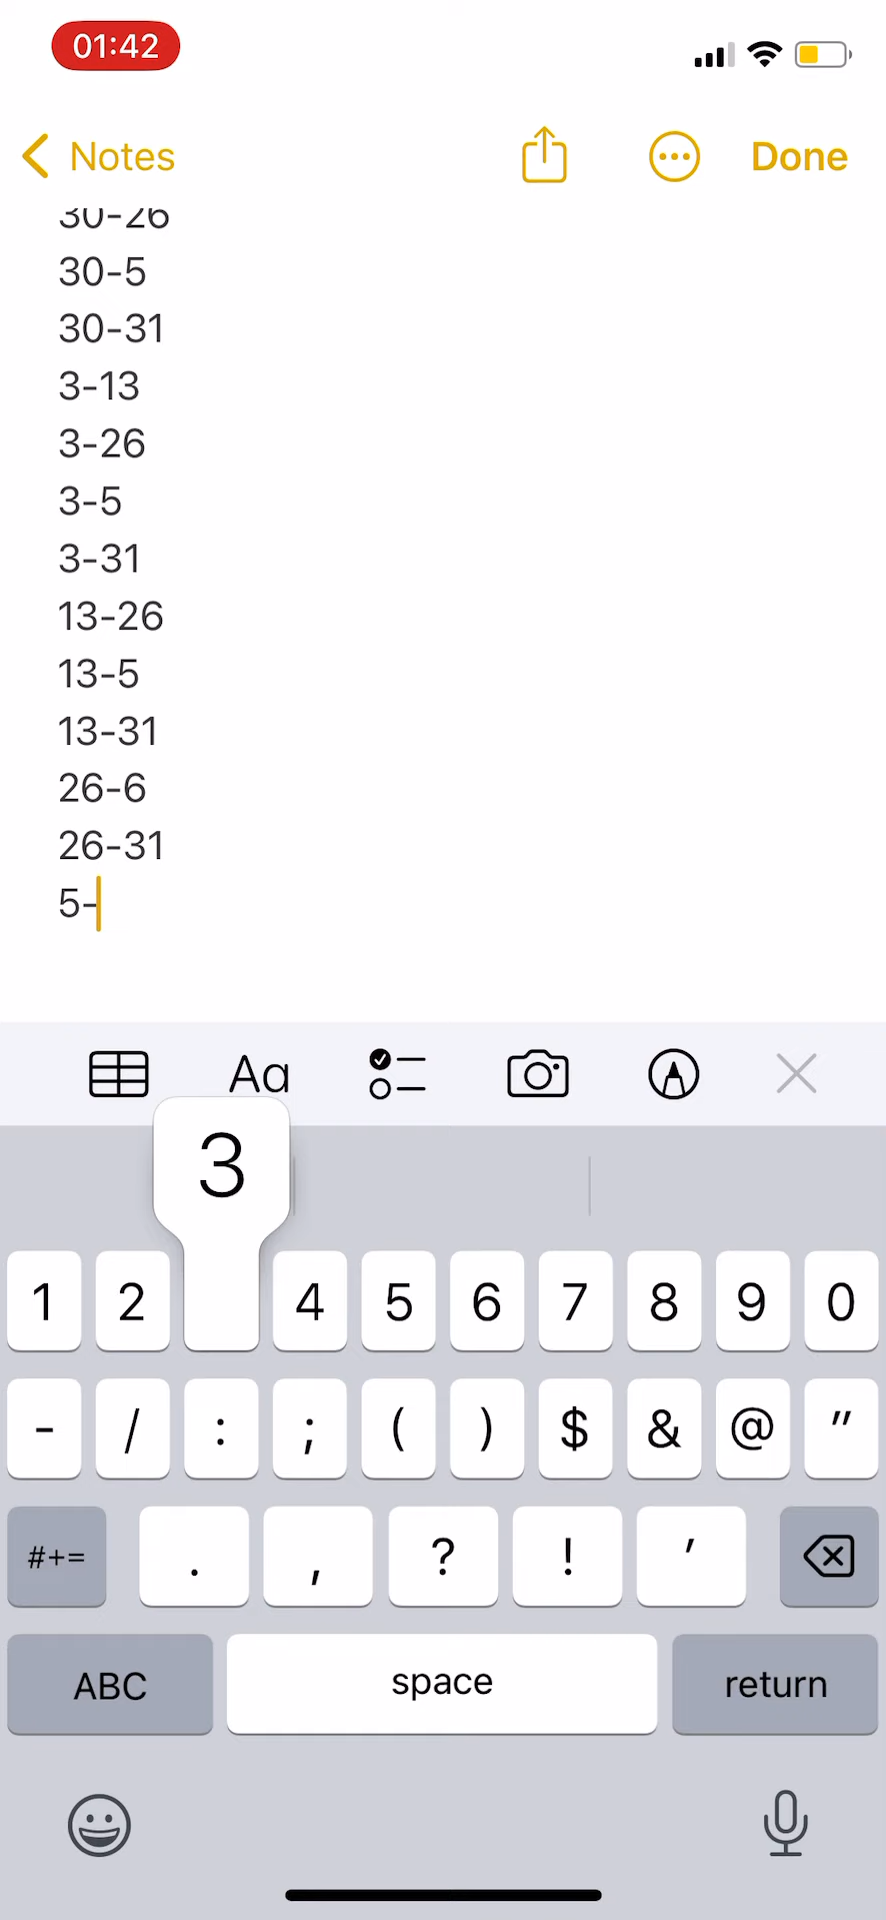 01:42
Notes
Done
30-26
30-5
30-31
3-13
3-26
3-5
3-31
13-26
13-5
13-31
26-6
26-31
5-
Aa
3
1 2 4 5 6 7 8 9 0
- / : ; ( ) $ & @ "
#+= . , ? ! '
ABC space return